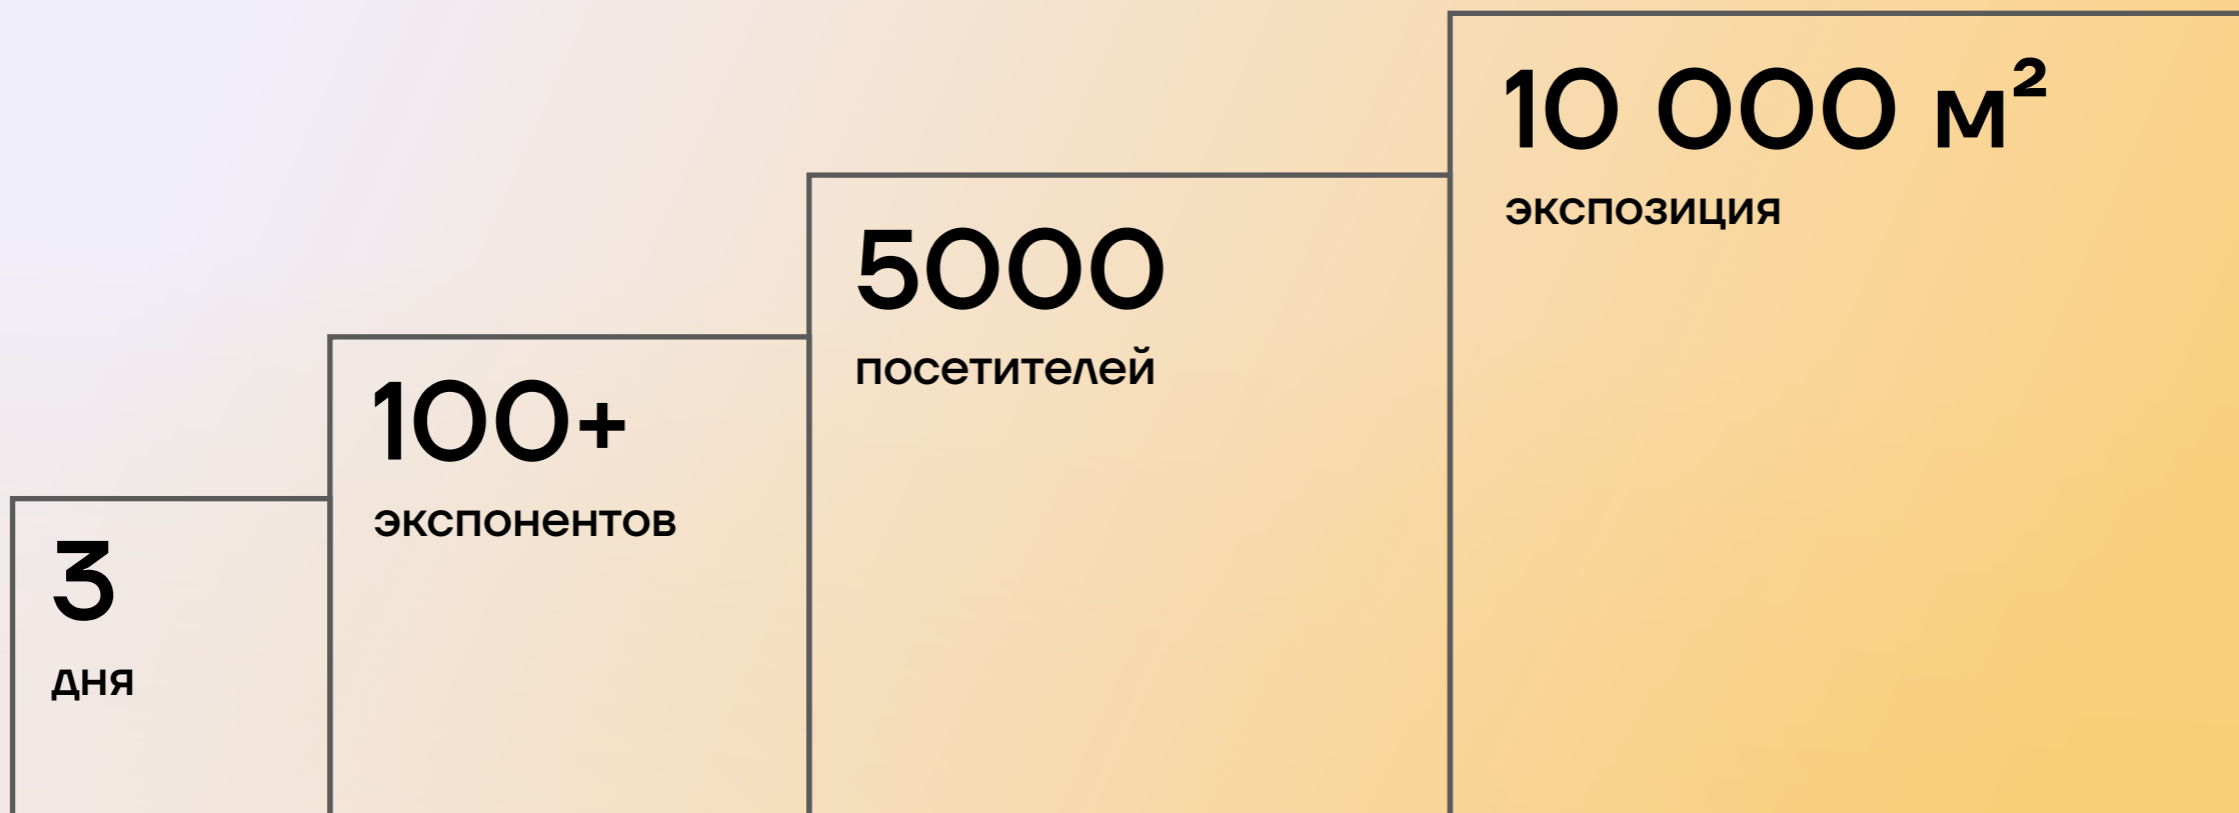 3
дня
100+
экспонентов
5000
посетителей
10 000 м²
экспозиция